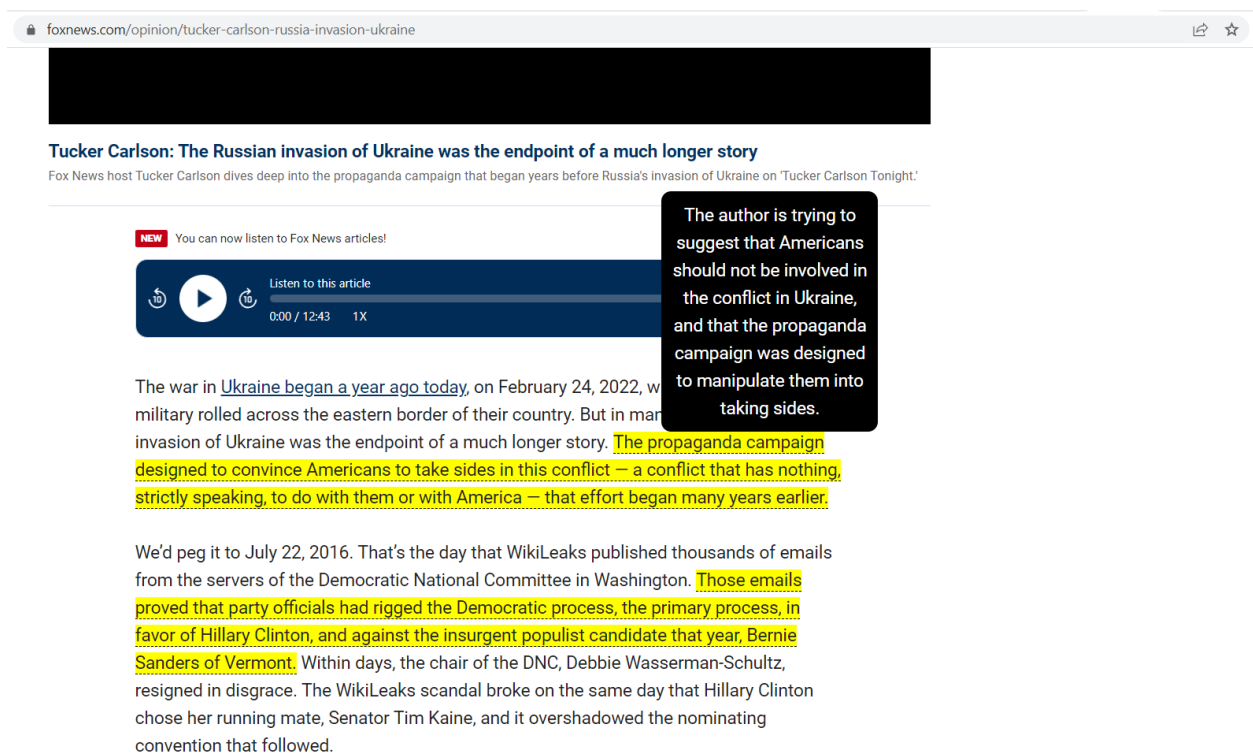 foxnews.com/opinion/tucker-carlson-russia-invasion-ukraine
Tucker Carlson: The Russian invasion of Ukraine was the endpoint of a much longer story
Fox News host Tucker Carlson dives deep into the propaganda campaign that began years before Russia's invasion of Ukraine on 'Tucker Carlson Tonight.'
The author is trying to
suggest that Americans
should not be involved in
the conflict in Ukraine,
and that the propaganda
campaign was designed
to manipulate them into
taking sides.
NEW You can now listen to Fox News articles!
Listen to this article
10
10
0:00 / 12:43 1X
The war in Ukraine began a year ago today, on February 24, 2022, w
military rolled across the eastern border of their country. But in man
invasion of Ukraine was the endpoint of a much longer story. The propaganda campaign
designed to convince Americans to take sides in this conflict — a conflict that has nothing,
strictly speaking, to do with them or with America — that effort began many years earlier.
We'd peg it to July 22, 2016. That's the day that WikiLeaks published thousands of emails
from the servers of the Democratic National Committee in Washington. Those emails
proved that party officials had rigged the Democratic process, the primary process, in
favor of Hillary Clinton, and against the insurgent populist candidate that year, Bernie
Sanders of Vermont. Within days, the chair of the DNC, Debbie Wasserman-Schultz,
resigned in disgrace. The WikiLeaks scandal broke on the same day that Hillary Clinton
chose her running mate, Senator Tim Kaine, and it overshadowed the nominating
convention that followed.